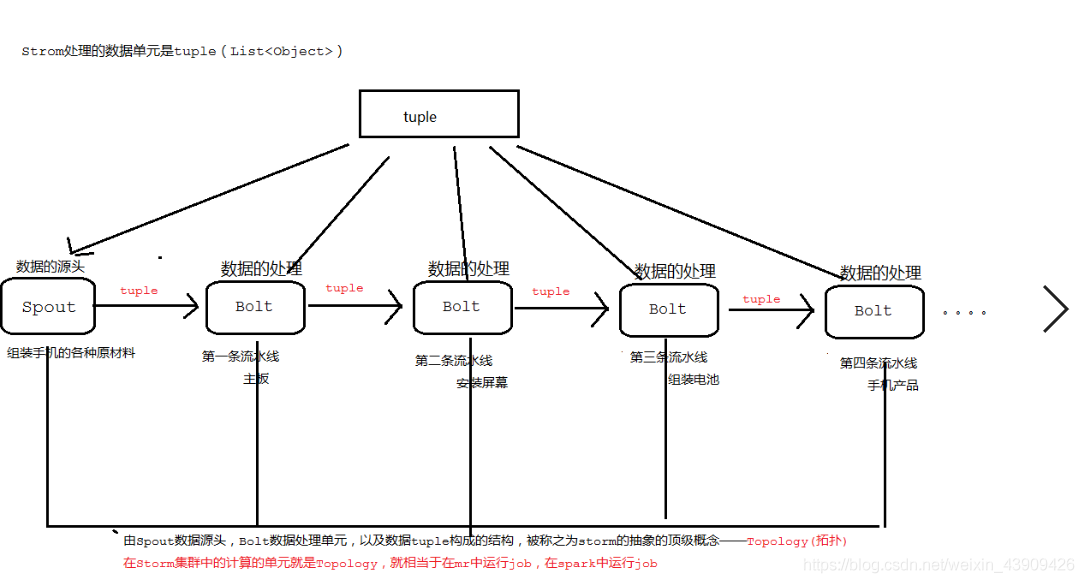 Strom处理的数据单元是tuple（List<Object>）
tuple
数据的源头
数据的处理
数据的处理
数据的处理
数据的处理
Spout
tuple
Bolt
tuple
Bolt
tuple
Bolt
tuple
Bolt
。。。。
组装手机的各种原材料
第一条流水线
主板
第二条流水线
安装屏幕
第三条流水线
组装电池
第四条流水线
手机产品
由Spout数据源头，Bolt数据处理单元，以及数据tuple构成的结构，被称之为storm的抽象的顶级概念——Topology(拓扑)
在Storm集群中的计算的单元就是Topology，就相当于在mr中运行job，在spark中运行job
https://blog.csdn.net/weixin_43909426